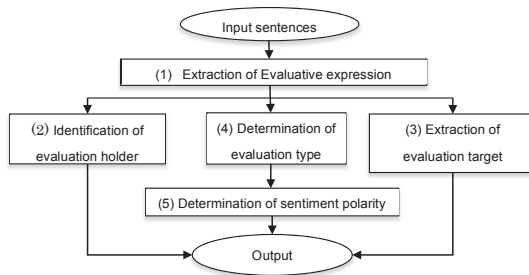 Input sentences
(1) Extraction of Evaluative expression
(2) Identification of
evaluation holder
(4) Determination of
evaluation type
(3) Extraction of
evaluation target
(5) Determination of sentiment polarity
Output